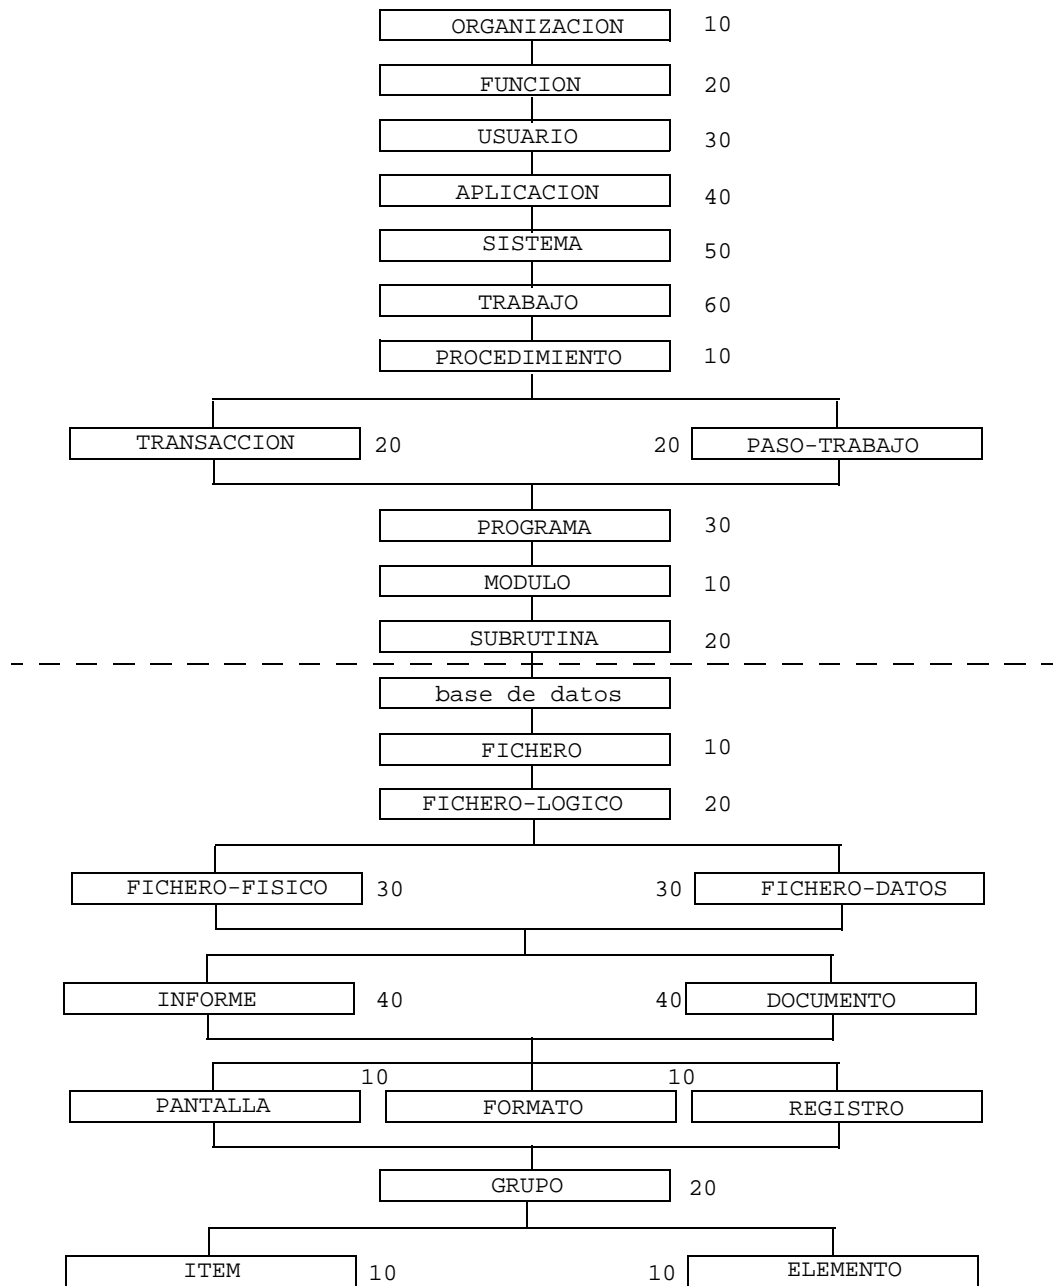 ORGANIZACION 10
FUNCION 20
USUARIO 30
APLICACION 40
SISTEMA 50
TRABAJO 60
PROCEDIMIENTO 10
TRANSACCION 20 20 PASO-TRABAJO
PROGRAMA 30
MODULO 10
SUBRUTINA 20
base de datos
FICHERO 10
FICHERO-LOGICO 20
FICHERO-FISICO 30 30 FICHERO-DATOS
INFORME 40 40 DOCUMENTO
10 10
PANTALLA FORMATO REGISTRO
GRUPO 20
ITEM 10 10 ELEMENTO